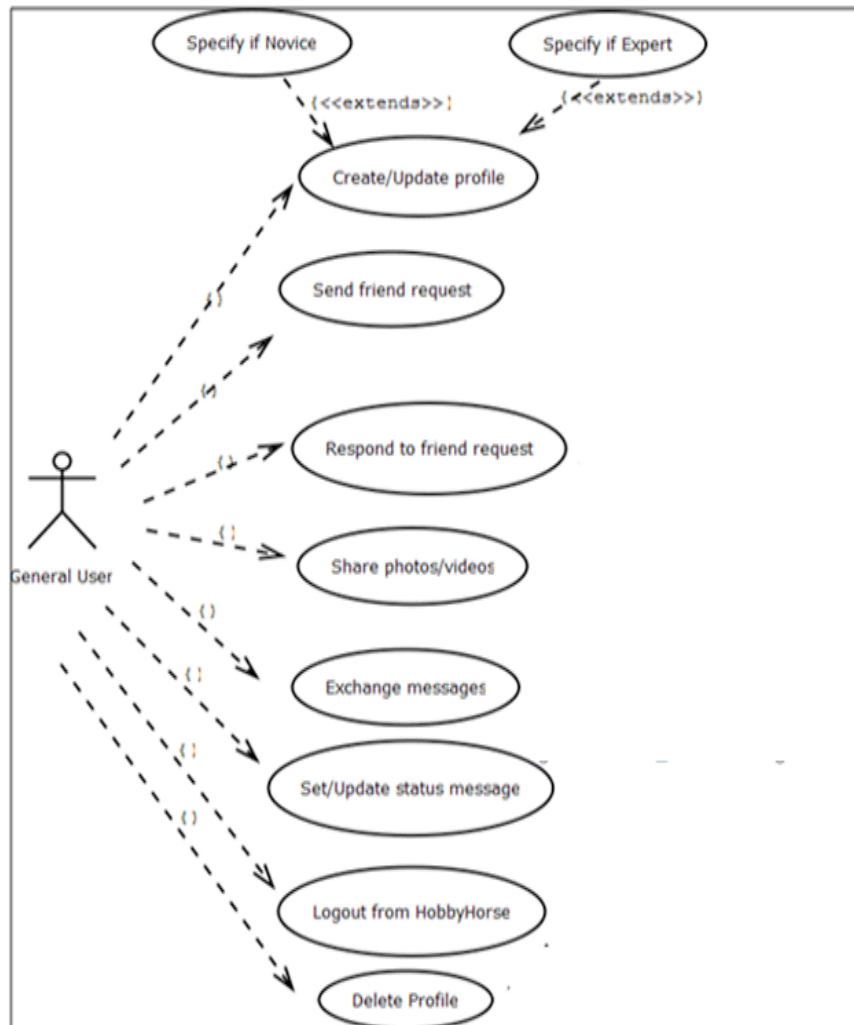 Specify if Novice
Specify if Expert
{<<extends>>}
{<<extends>>}
Create/Update profile
{ }
Send friend request
{ }
Respond to friend request
{ }
{ }
Share photos/videos
General User
{ }
Exchange messages
{ }
Set/Update status message
{ }
{ }
Logout from HobbyHorse
Delete Profile